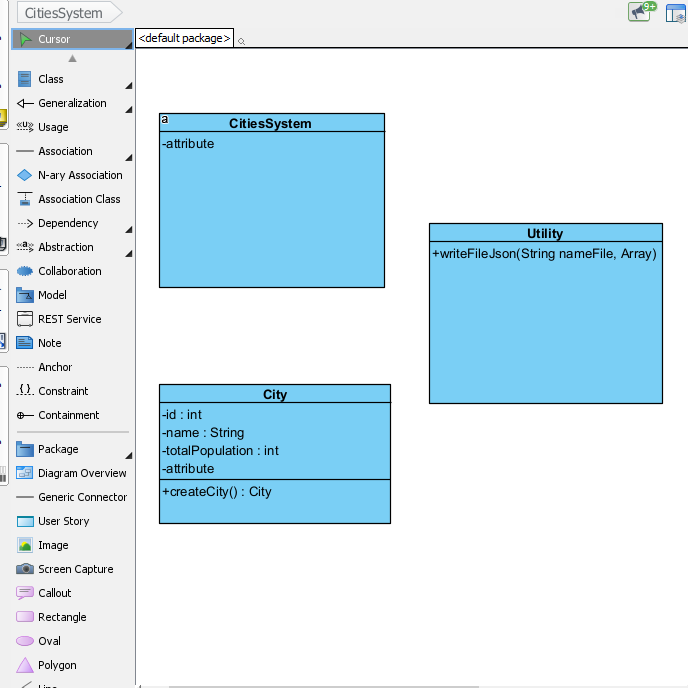 CitiesSystem
9+
Cursor
<default package>
Class
Generalization
<<U>> Usage
Association
N-ary Association
Association Class
Dependency
<<a>> Abstraction
Collaboration
Model
REST Service
Note
Anchor
{ } Constraint
Containment
Package
Diagram Overview
Generic Connector
User Story
Image
Screen Capture
Callout
Rectangle
Oval
Polygon
a
CitiesSystem
-attribute
Utility
+writeFileJson(String nameFile, Array)
City
-id : int
-name : String
-totalPopulation : int
-attribute
+createCity() : City